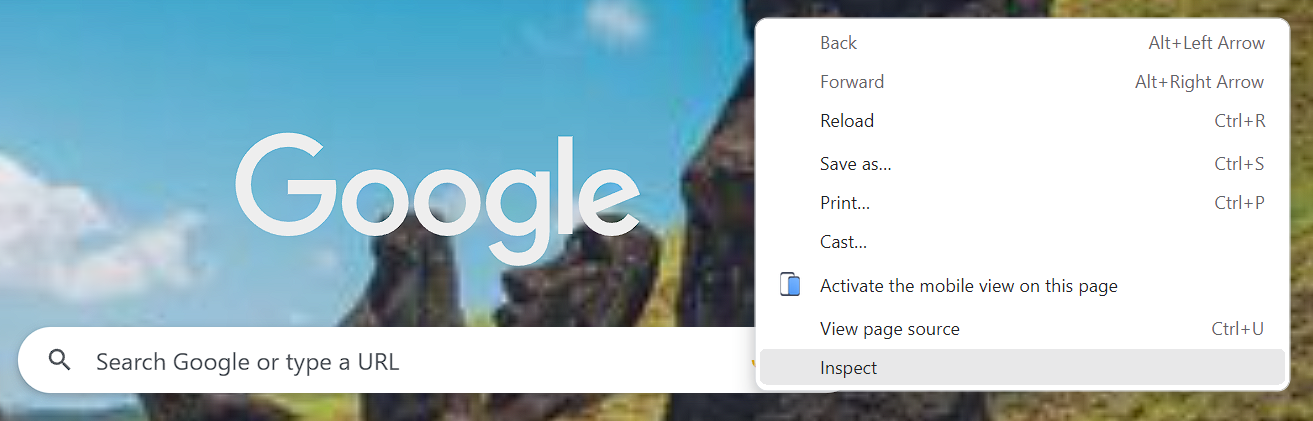 Google
Search Google or type a URL
Back Alt+Left Arrow
Forward Alt+Right Arrow
Reload Ctrl+R
Save as... Ctrl+S
Print... Ctrl+P
Cast...
Activate the mobile view on this page
View page source Ctrl+U
Inspect